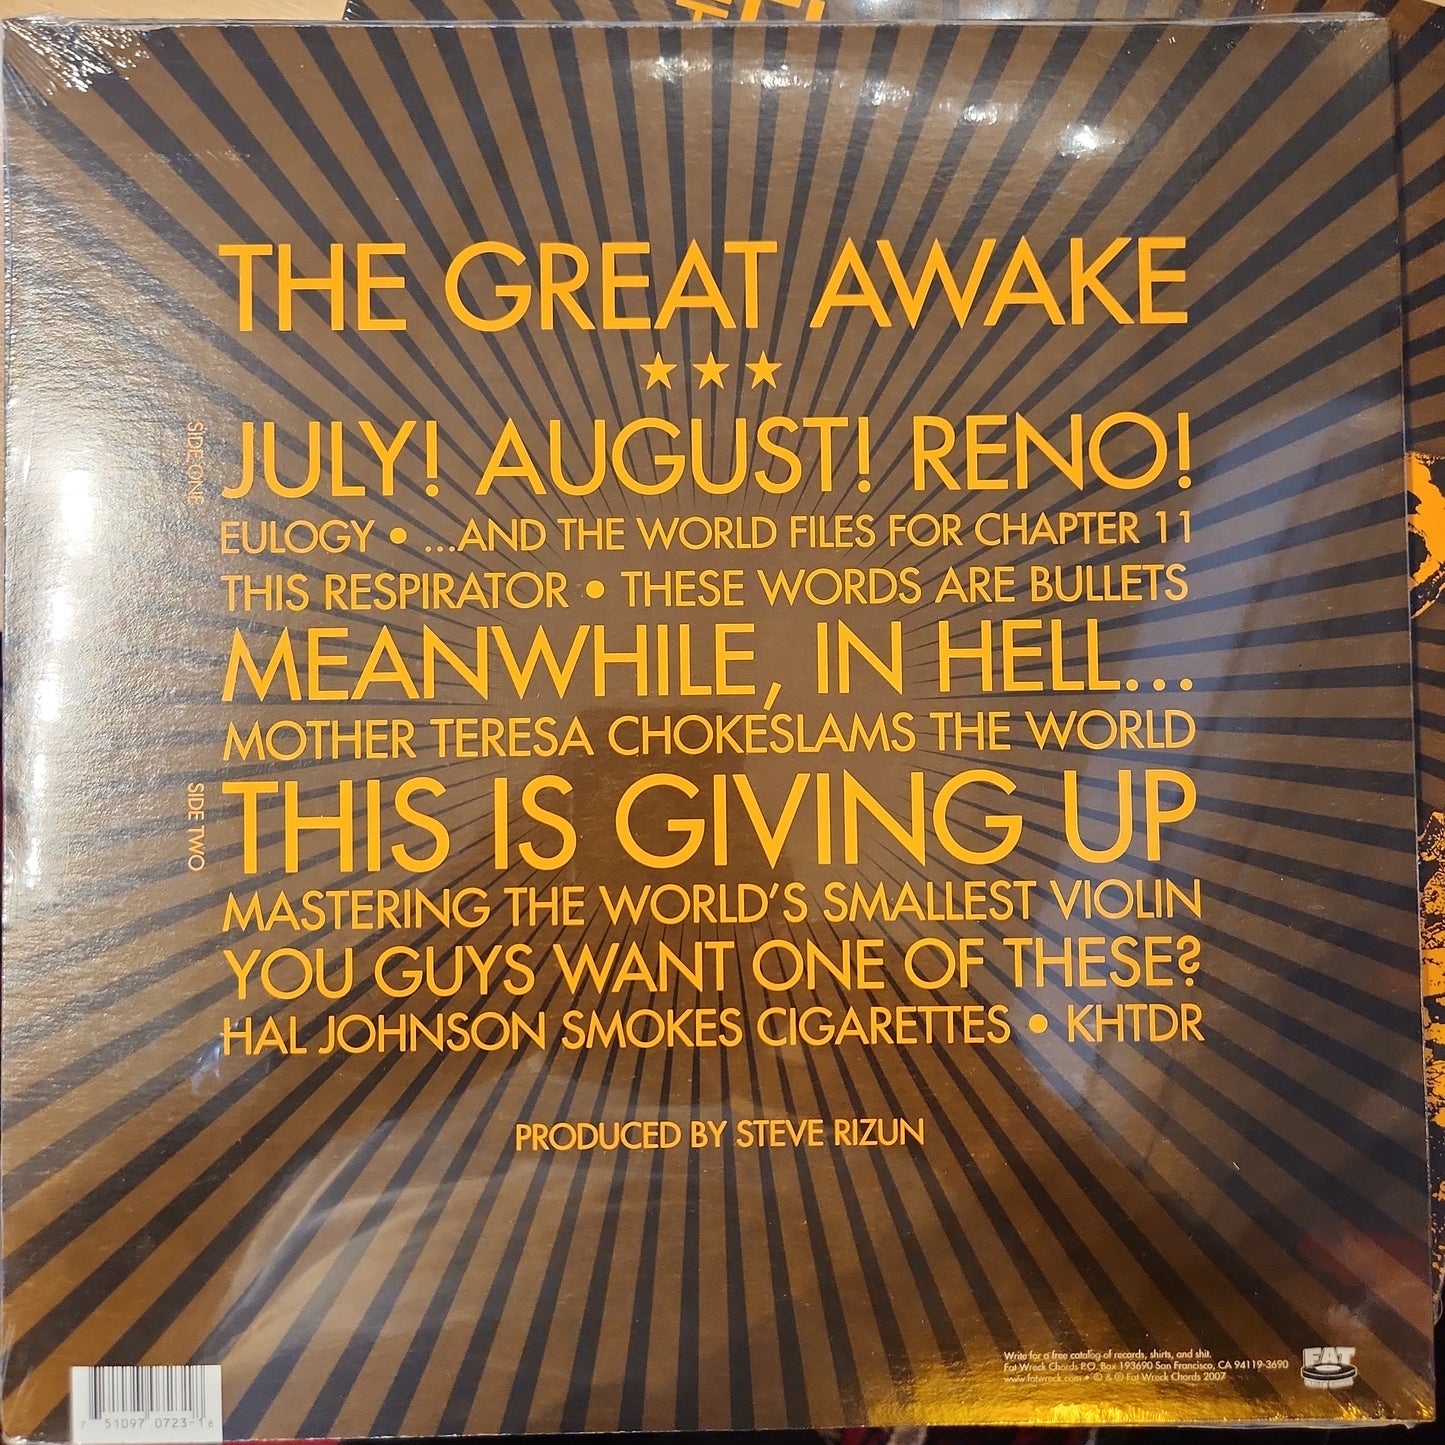 THE GREAT AWAKE
★★★
SIDE ONE
JULY! AUGUST! RENO!
EULOGY • ...AND THE WORLD FILES FOR CHAPTER 11
THIS RESPIRATOR • THESE WORDS ARE BULLETS
MEANWHILE, IN HELL...
MOTHER TERESA CHOKESLAMS THE WORLD
SIDE TWO
THIS IS GIVING UP
MASTERING THE WORLD'S SMALLEST VIOLIN
YOU GUYS WANT ONE OF THESE?
HAL JOHNSON SMOKES CIGARETTES • KHTDR
PRODUCED BY STEVE RIZUN
Write for a free catalog of records, shirts, and shit.
Fat Wreck Chords P.O. Box 193690 San Francisco, CA 94119-3690
www.fatwreck.com • © & ℗ Fat Wreck Chords 2007
FAT
7 51097 0723-1 8